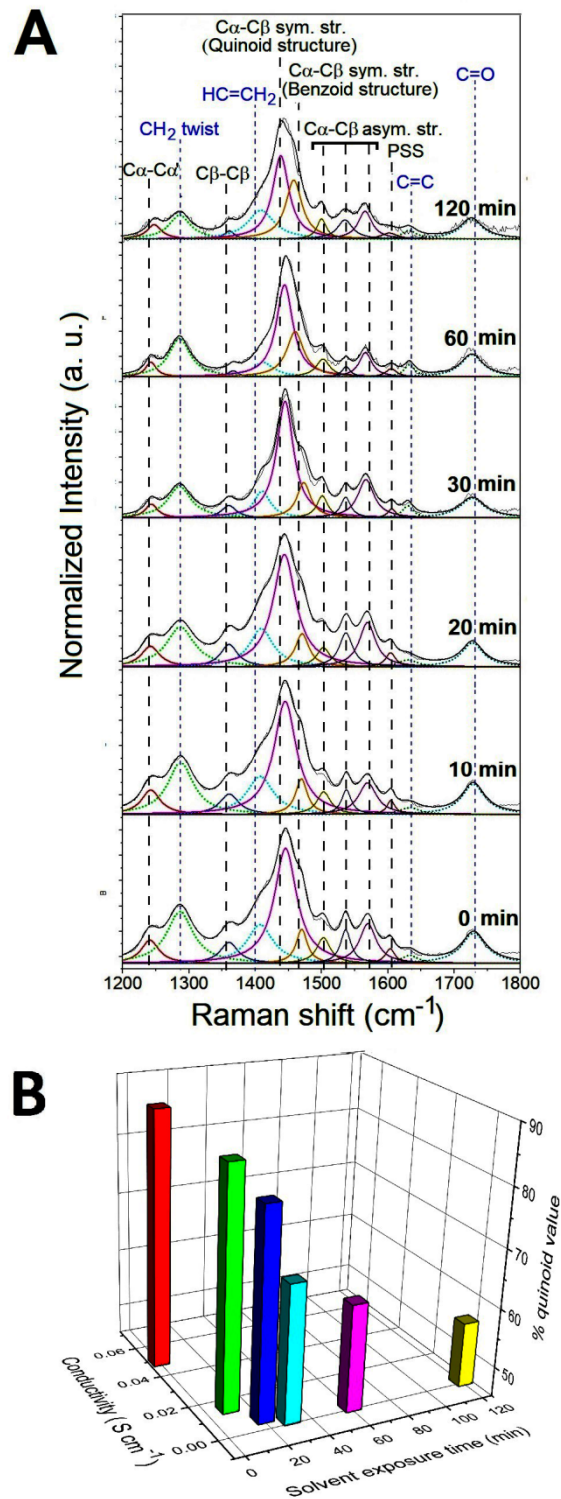 A
Cα-Cβ sym. str.
(Quinoid structure)
Cα-Cβ sym. str.
(Benzoid structure)
C=O
HC=CH2
Cα-Cβ asym. str.
CH2 twist
PSS
Cα-Cα'
Cβ-Cβ
C=C
120 min
60 min
30 min
20 min
10 min
0 min
Normalized Intensity (a. u.)
B
1200 1300 1400 1500 1600 1700 1800
Raman shift (cm-1)
B
90
80
70
60
50
% quinoid value
0.06
0.04
0.02
0.00
Conductivity ( S cm-1)
0 20 40 60 80 100 120
Solvent exposure time (min)